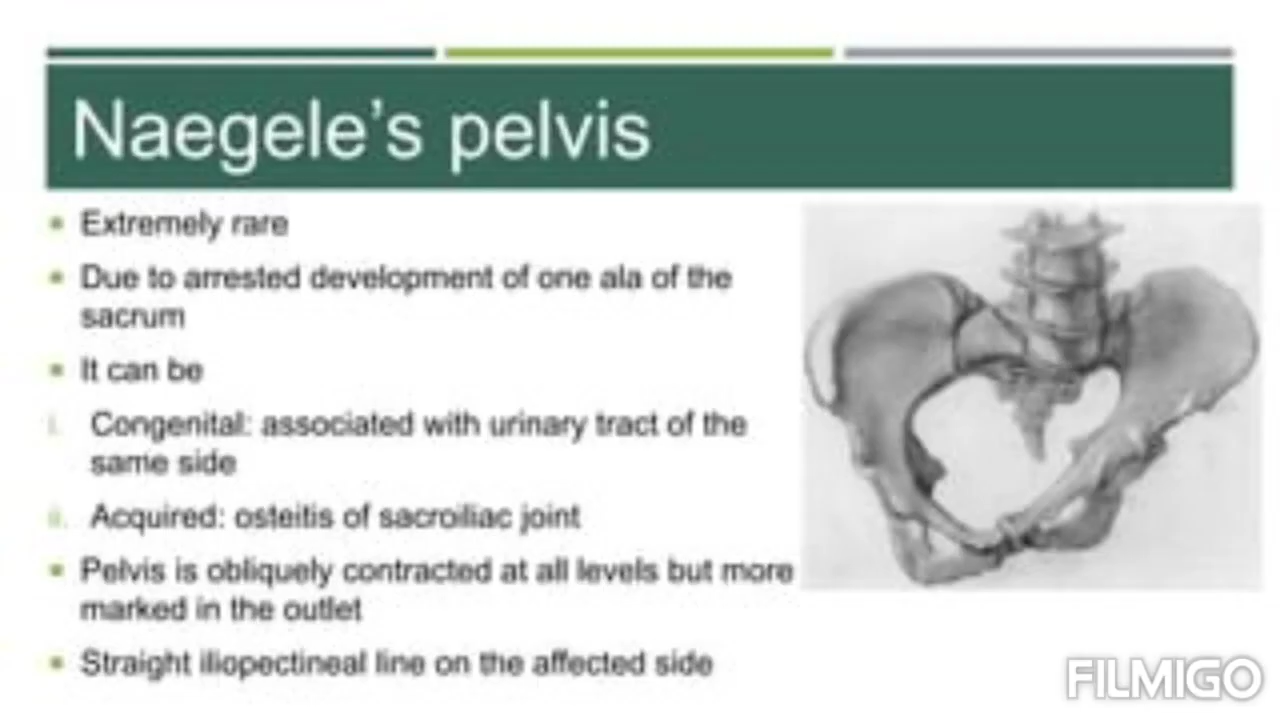 Naegele's pelvis
Extremely rare
Due to arrested development of one ala of the
sacrum
It can be
i. Congenital: associated with urinary tract of the
same side
ii. Acquired: osteitis of sacroiliac joint
Pelvis is obliquely contracted at all levels but more
marked in the outlet
Straight iliopectineal line on the affected side
FILMIGO